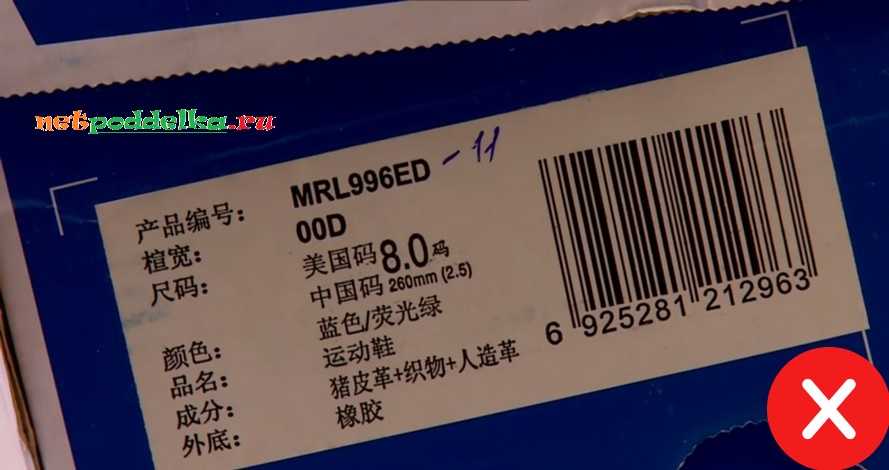 netpoddelka.ru
产品编号: MRL996ED - 11
楦宽: 00D
尺码: 美国码 8.0 码
中国码 260mm (2.5)
颜色: 蓝色/荧光绿
品名: 运动鞋
成分: 猪皮革+织物+人造革
外底: 橡胶
6 925281 212963